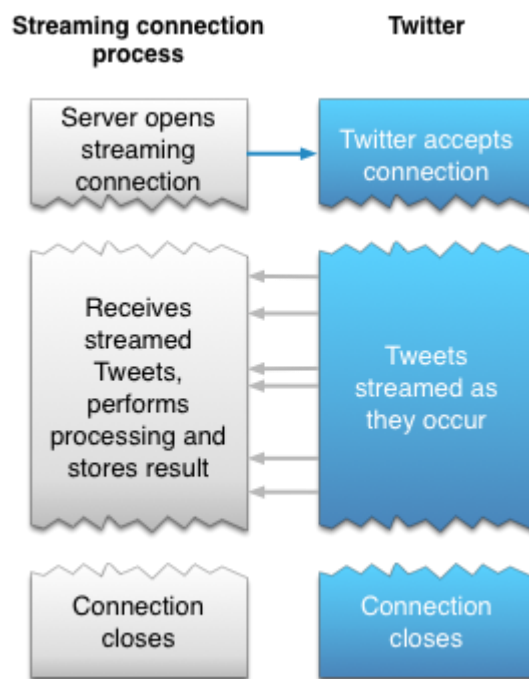 Streaming connection
process
Twitter
Server opens
streaming
connection
Twitter accepts
connection
Receives
streamed
Tweets,
performs
processing and
stores result
Tweets
streamed as
they occur
Connection
closes
Connection
closes